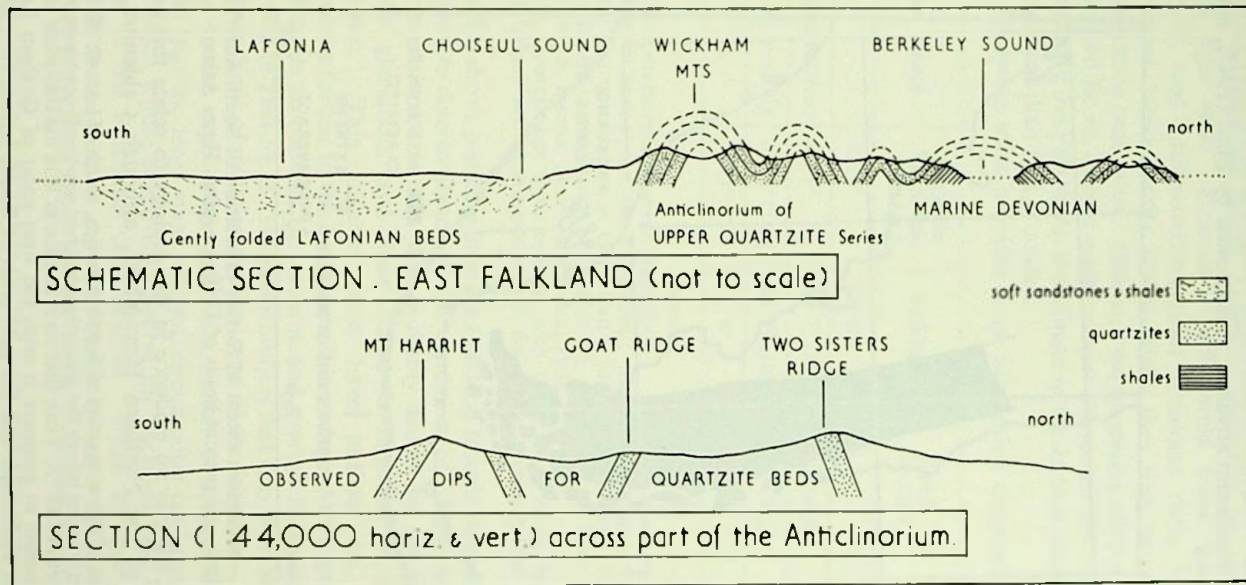 LAFONIA
CHOISEUL SOUND
WICKHAM
MTS
BERKELEY SOUND
south
north
Gently folded LAFONIAN BEDS
Anticlinorium of
UPPER QUARTZITE Series
MARINE DEVONIAN
SCHEMATIC SECTION. EAST FALKLAND (not to scale)
soft sandstones & shales
quartzites
shales
MT HARRIET
GOAT RIDGE
TWO SISTERS
RIDGE
south
north
OBSERVED DIPS FOR QUARTZITE BEDS
SECTION (1:44,000 horiz. & vert.) across part of the Anticlinorium.